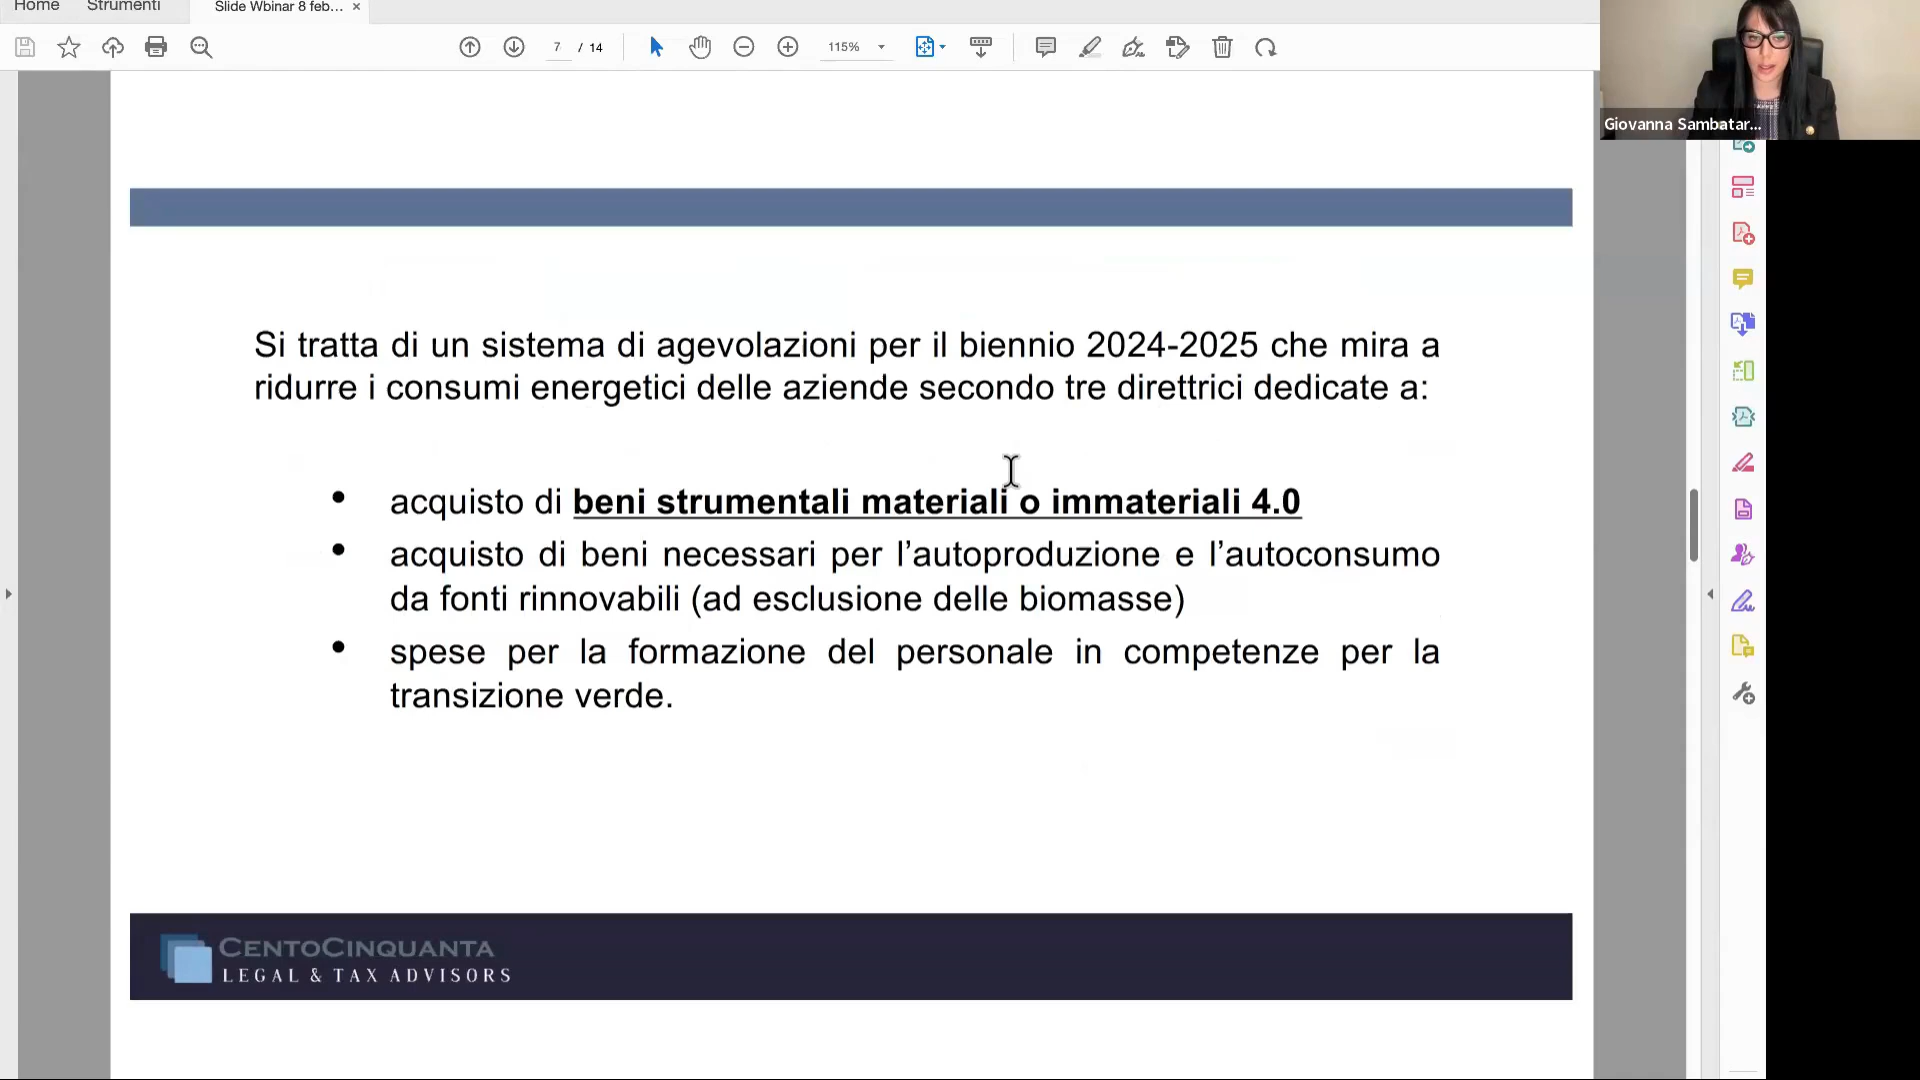 Home Strumenti Slide Wbinar 8 feb... ×
7 / 14 115%
Giovanna Sambatar...
Si tratta di un sistema di agevolazioni per il biennio 2024-2025 che mira a
ridurre i consumi energetici delle aziende secondo tre direttrici dedicate a:
• acquisto di beni strumentali materiali o immateriali 4.0
• acquisto di beni necessari per l’autoproduzione e l’autoconsumo
da fonti rinnovabili (ad esclusione delle biomasse)
• spese per la formazione del personale in competenze per la
transizione verde.
CENTOCINQUANTA
LEGAL & TAX ADVISORS